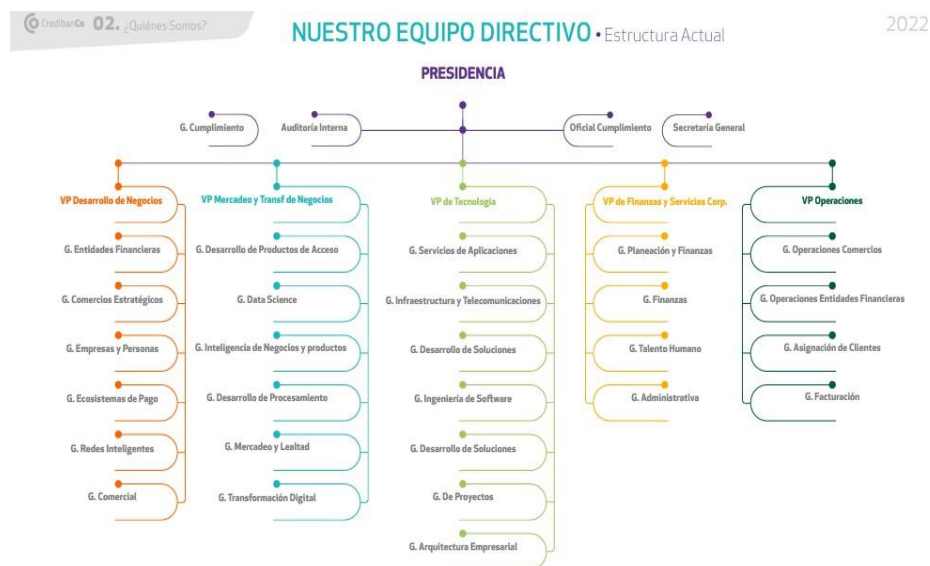 CredibanCo 02. ¿Quiénes Somos?
NUESTRO EQUIPO DIRECTIVO • Estructura Actual
2022
PRESIDENCIA
G. Cumplimiento
Auditoría Interna
Oficial Cumplimiento
Secretaría General
VP Desarrollo de Negocios
G. Entidades Financieras
G. Comercios Estratégicos
G. Empresas y Personas
G. Ecosistemas de Pago
G. Redes Inteligentes
G. Comercial
VP Mercadeo y Transf de Negocios
G. Desarrollo de Productos de Acceso
G. Data Science
G. Inteligencia de Negocios y productos
G. Desarrollo de Procesamiento
G. Mercadeo y Lealtad
G. Transformación Digital
VP de Tecnología
G. Servicios de Aplicaciones
G. Infraestructura y Telecomunicaciones
G. Desarrollo de Soluciones
G. Ingeniería de Software
G. Desarrollo de Soluciones
G. De Proyectos
G. Arquitectura Empresarial
VP de Finanzas y Servicios Corp.
G. Planeación y Finanzas
G. Finanzas
G. Talento Humano
G. Administrativa
VP Operaciones
G. Operaciones Comercios
G. Operaciones Entidades Financieras
G. Asignación de Clientes
G. Facturación